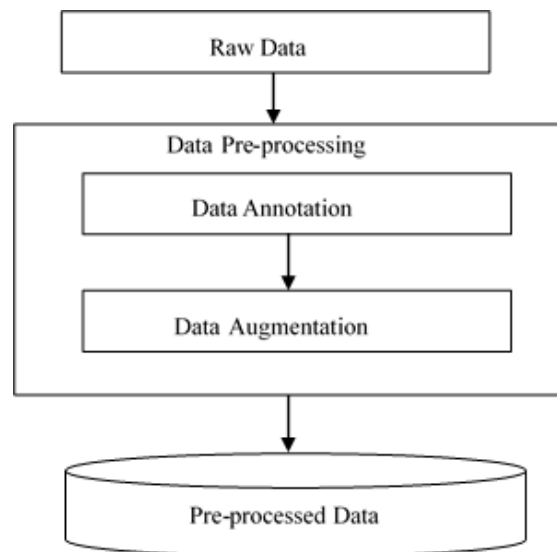 Raw Data
Data Pre-processing
Data Annotation
Data Augmentation
Pre-processed Data